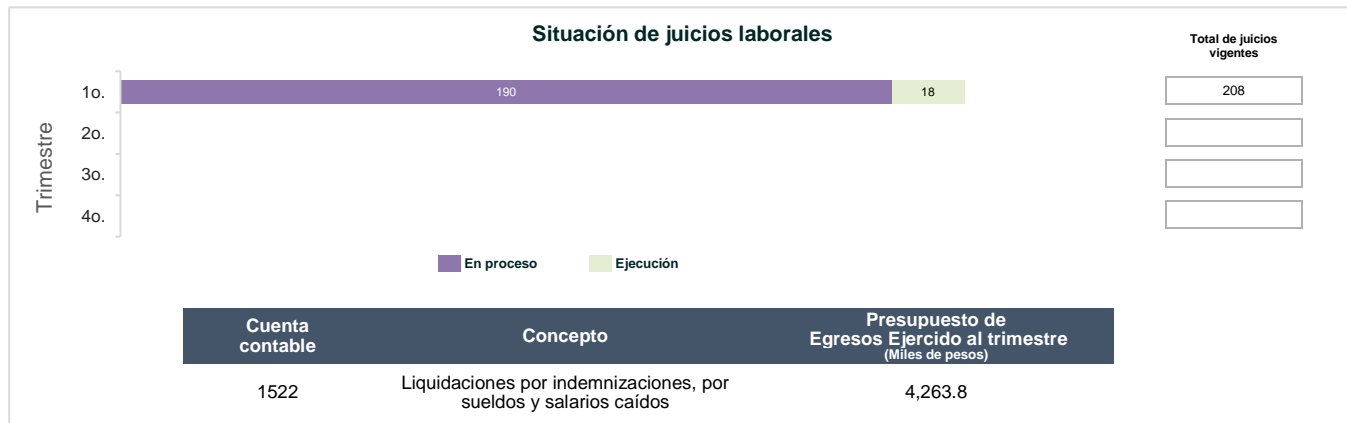 Situación de juicios laborales
Total de juicios
vigentes
Trimestre
1o.
190
18
208
2o.
3o.
4o.
En proceso
Ejecución
Cuenta
contable
Concepto
Presupuesto de
Egresos Ejercido al trimestre
(Miles de pesos)
1522
Liquidaciones por indemnizaciones, por
sueldos y salarios caídos
4,263.8